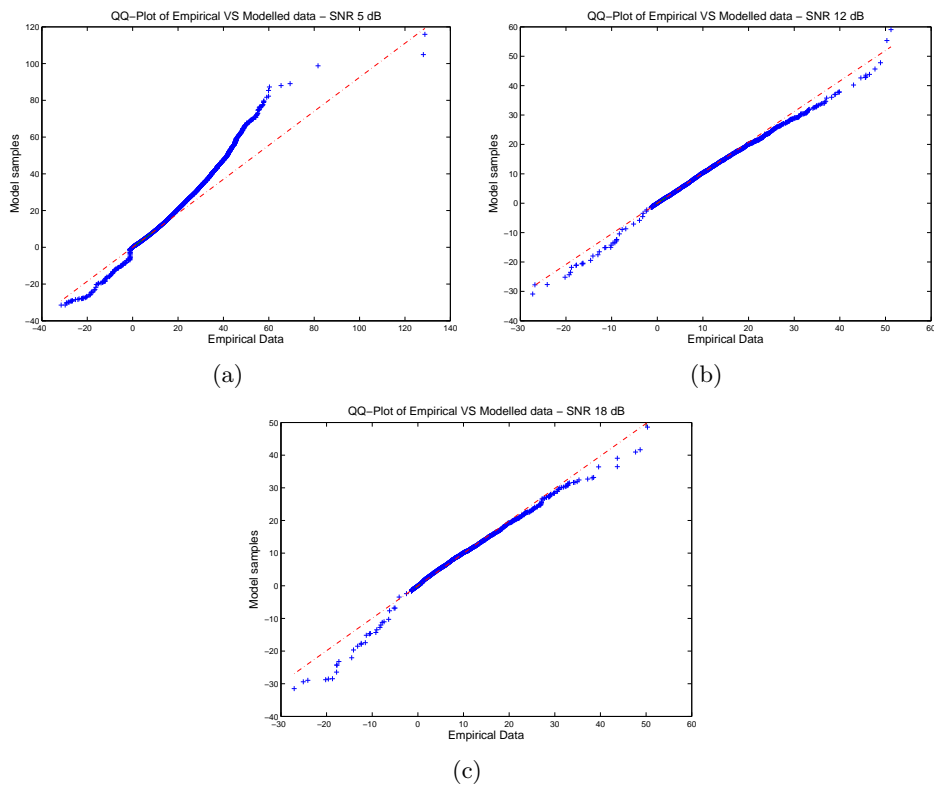 QQ−Plot of Empirical VS Modelled data − SNR 5 dB
140
120
100
80
60
40
20
0
−20
−40
Model samples
−40 −20 0 20 40 60 80 100 120 140
Empirical Data
(a)
QQ−Plot of Empirical VS Modelled data − SNR 12 dB
60
50
40
30
20
10
0
−10
−20
−30
−40
Model samples
−30 −20 −10 0 10 20 30 40 50 60
Empirical Data
(b)
QQ−Plot of Empirical VS Modelled data − SNR 18 dB
50
40
30
20
10
0
−10
−20
−30
−40
Model samples
−30 −20 −10 0 10 20 30 40 50 60
Empirical Data
(c)